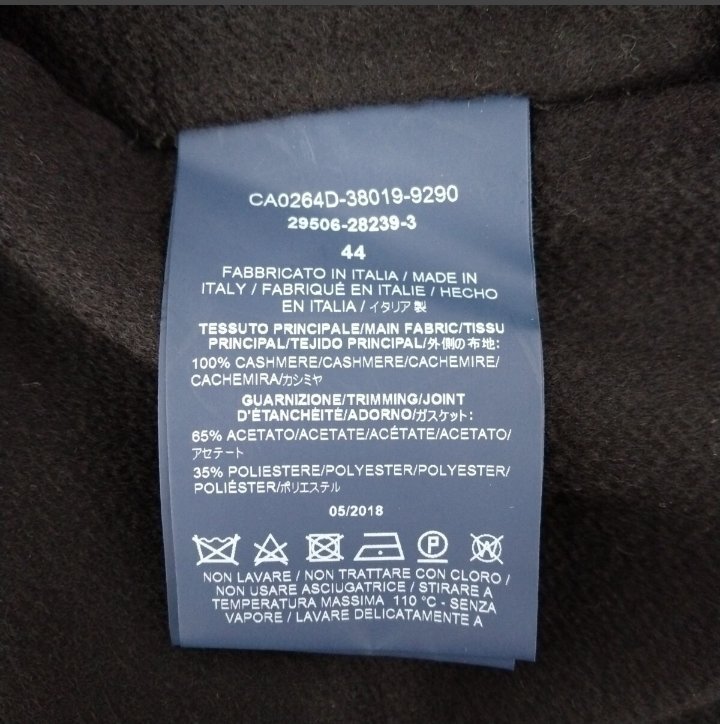 CA0264D-38019-9290
29506-28239-3
44
FABBRICATO IN ITALIA / MADE IN
ITALY / FABRIQUÉ EN ITALIE / HECHO
EN ITALIA / イタリア製
TESSUTO PRINCIPALE/MAIN FABRIC/TISSU
PRINCIPAL/TEJIDO PRINCIPAL/外側の布地:
100% CASHMERE/CASHMERE/CACHEMIRE/
CACHEMIRA/カシミヤ
GUARNIZIONE/TRIMMING/JOINT
D'ÉTANCHÉITÉ/ADORNO/ガスケット:
65% ACETATO/ACETATE/ACÉTATE/ACETATO/
アセテート
35% POLIESTERE/POLYESTER/POLYESTER/
POLIÉSTER/ポリエステル
05/2018
P W
NON LAVARE / NON TRATTARE CON CLORO /
NON USARE ASCIUGATRICE / STIRARE A
TEMPERATURA MASSIMA 110 °C - SENZA
VAPORE / LAVARE DELICATAMENTE A